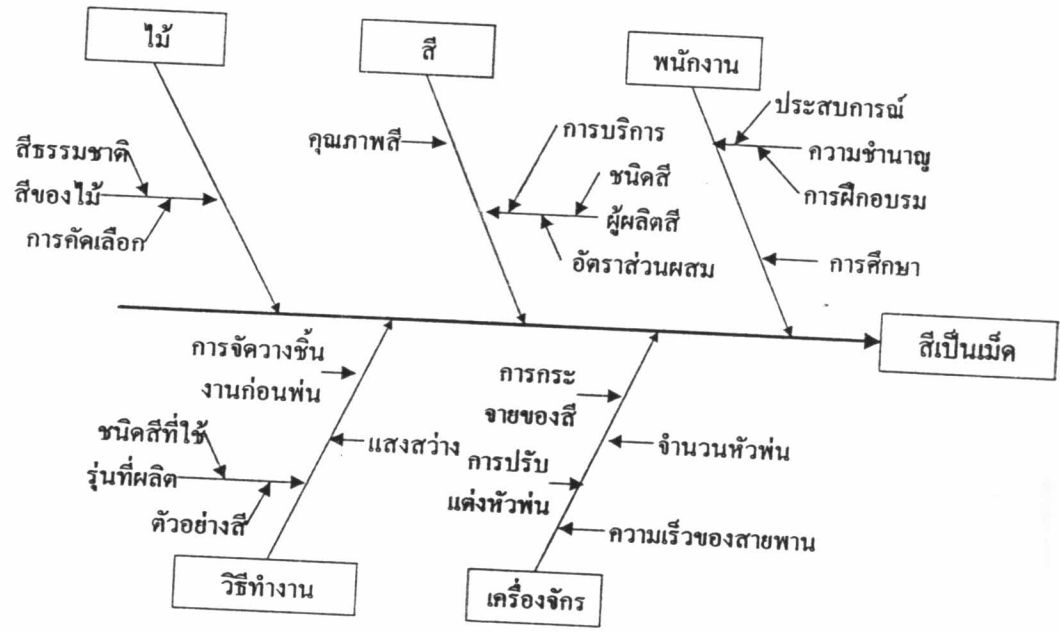 ไม้
สี
พนักงาน
สีธรรมชาติ
สีของไม้
การคัดเลือก
คุณภาพสี
การบริการ
ชนิดสี
ผู้ผลิตสี
อัตราส่วนผสม
ประสบการณ์
ความชำนาญ
การฝึกอบรม
การศึกษา
สีเป็นเม็ด
การจัดวางชิ้น
งานก่อนพ่น
ชนิดสีที่ใช้
แสงสว่าง
รุ่นที่ผลิต
ตัวอย่างสี
การกระ
จายของสี
จำนวนหัวพ่น
การปรับ
แต่งหัวพ่น
ความเร็วของสายพาน
วิธีทำงาน
เครื่องจักร